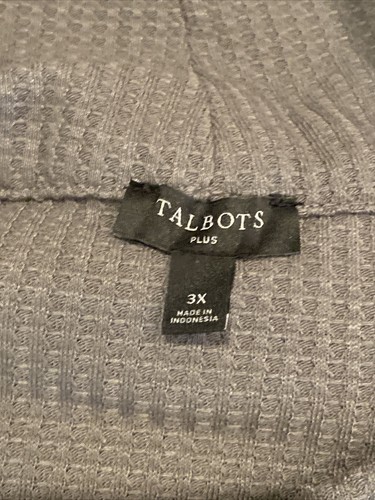 TALBOTS
PLUS
3X
MADE IN
INDONESIA